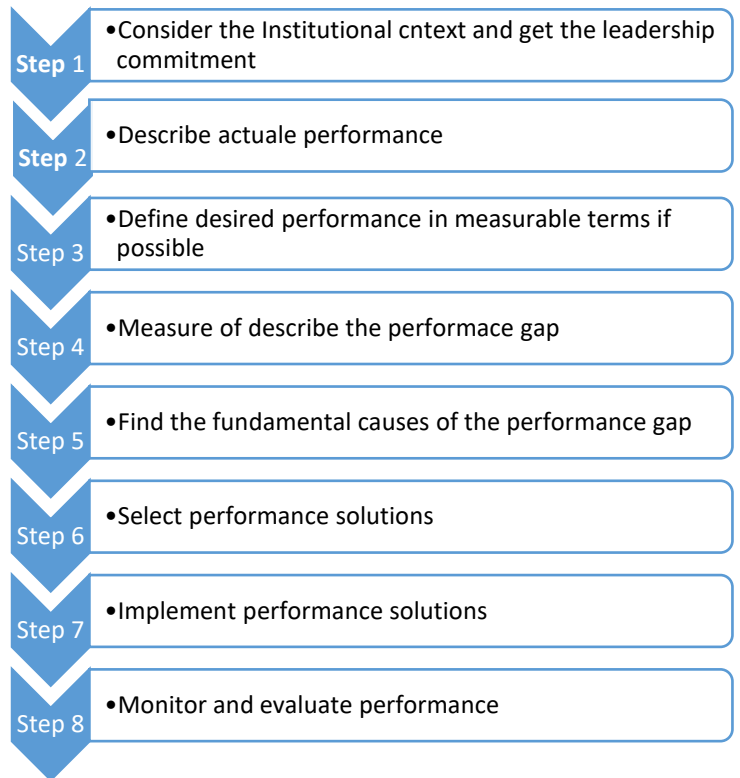 Step 1
•Consider the Institutional cntext and get the leadership
commitment
Step 2
•Describe actuale performance
Step 3
•Define desired performance in measurable terms if
possible
Step 4
•Measure of describe the performace gap
Step 5
•Find the fundamental causes of the performance gap
Step 6
•Select performance solutions
Step 7
•Implement performance solutions
Step 8
•Monitor and evaluate performance